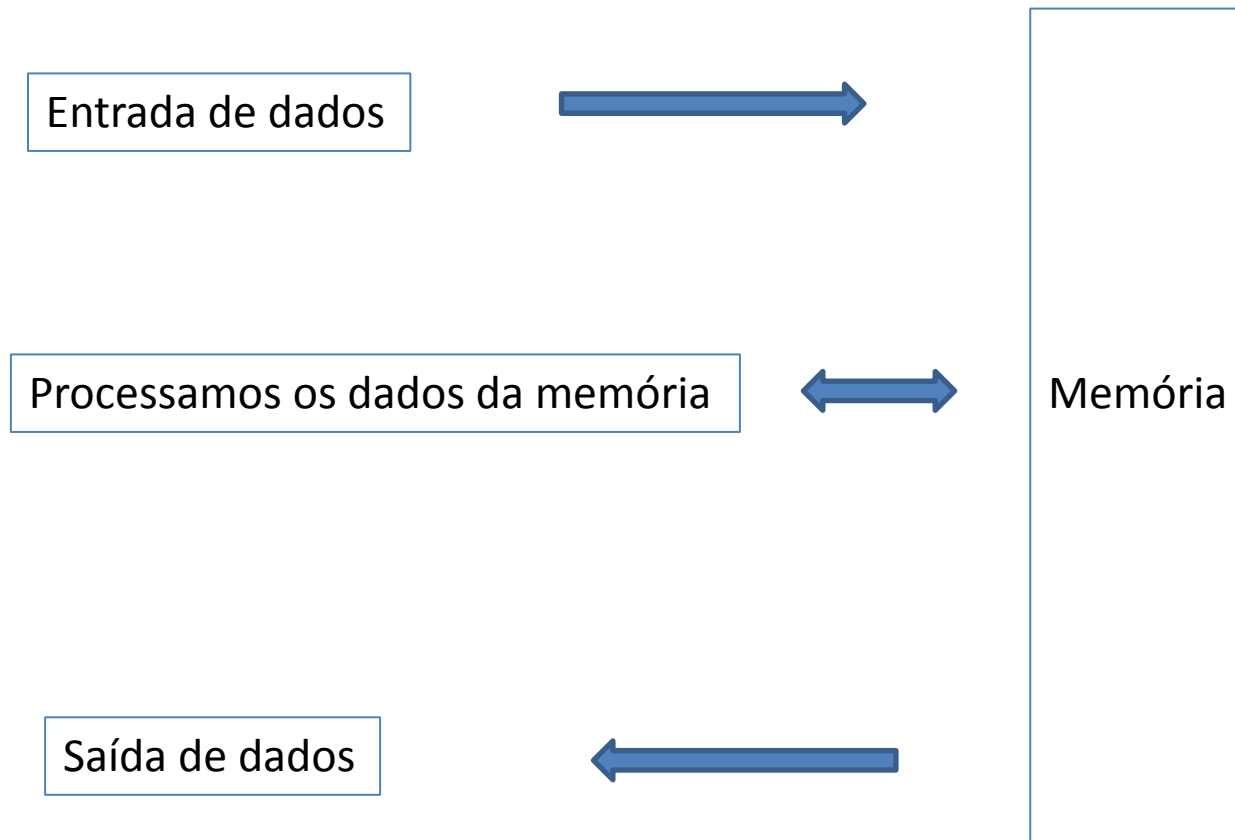 Entrada de dados
Processamos os dados da memória
Memória
Saída de dados